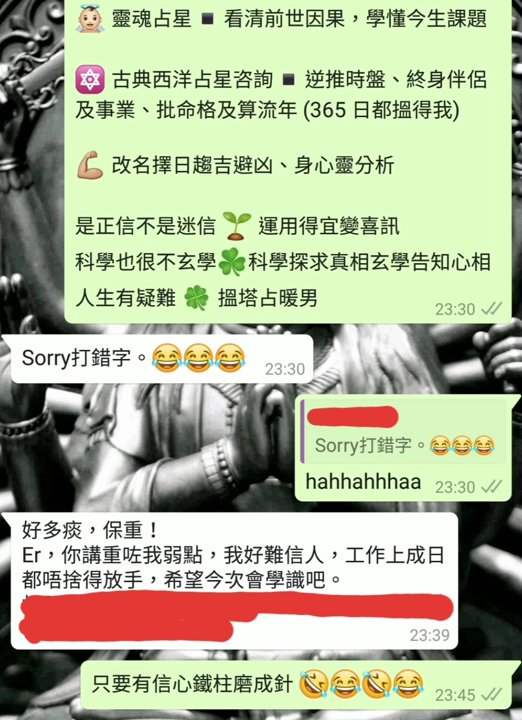 👼🏼 靈魂占星 ▪️ 看清前世因果，學懂今生課題
🔯 古典西洋占星咨詢 ▪️ 逆推時盤、終身伴侶
及事業、批命格及算流年 (365 日都搵得我)
💪🏼 改名擇日趨吉避凶、身心靈分析
是正信不是迷信 🌱 運用得宜變喜訊
科學也很不玄學🍀科學探求真相玄學告知心相
人生有疑難 🍀 搵塔占暖男
23:30
Sorry打錯字。😂😂😂
23:30
Sorry打錯字。😂😂😂
hahhahhhaa
23:30
好多痰，保重！
Er，你講重咗我弱點，我好難信人，工作上成日
都唔捨得放手，希望今次會學識吧。
23:39
只要有信心鐵柱磨成針 🤣😂🤣😂
23:45